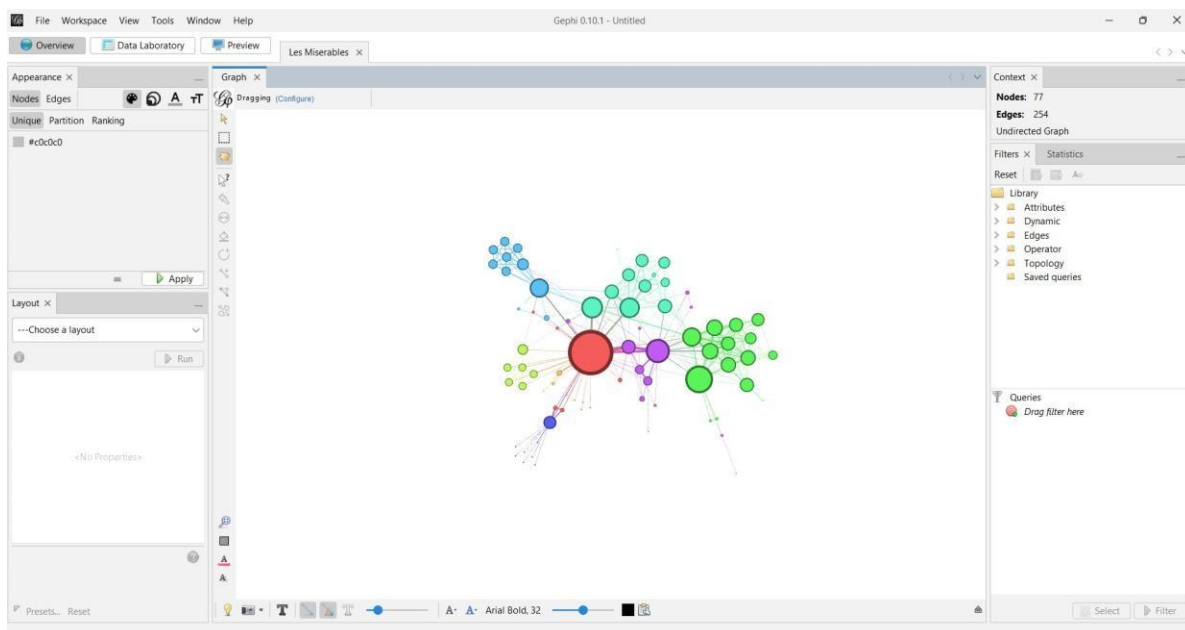 File Workspace View Tools Window Help
Gephi 0.10.1 - Untitled
Overview
Data Laboratory
Preview
Les Miserables
Appearance
Nodes Edges
Unique Partition Ranking
#c0c0c0
Apply
Layout
---Choose a layout
Run
<No Properties>
Presets... Reset
Graph
Dragging (Configure)
Arial Bold, 32
Context
Nodes: 77
Edges: 254
Undirected Graph
Filters Statistics
Reset
Library
Attributes
Dynamic
Edges
Operator
Topology
Saved queries
Queries
Drag filter here
Select
Filter